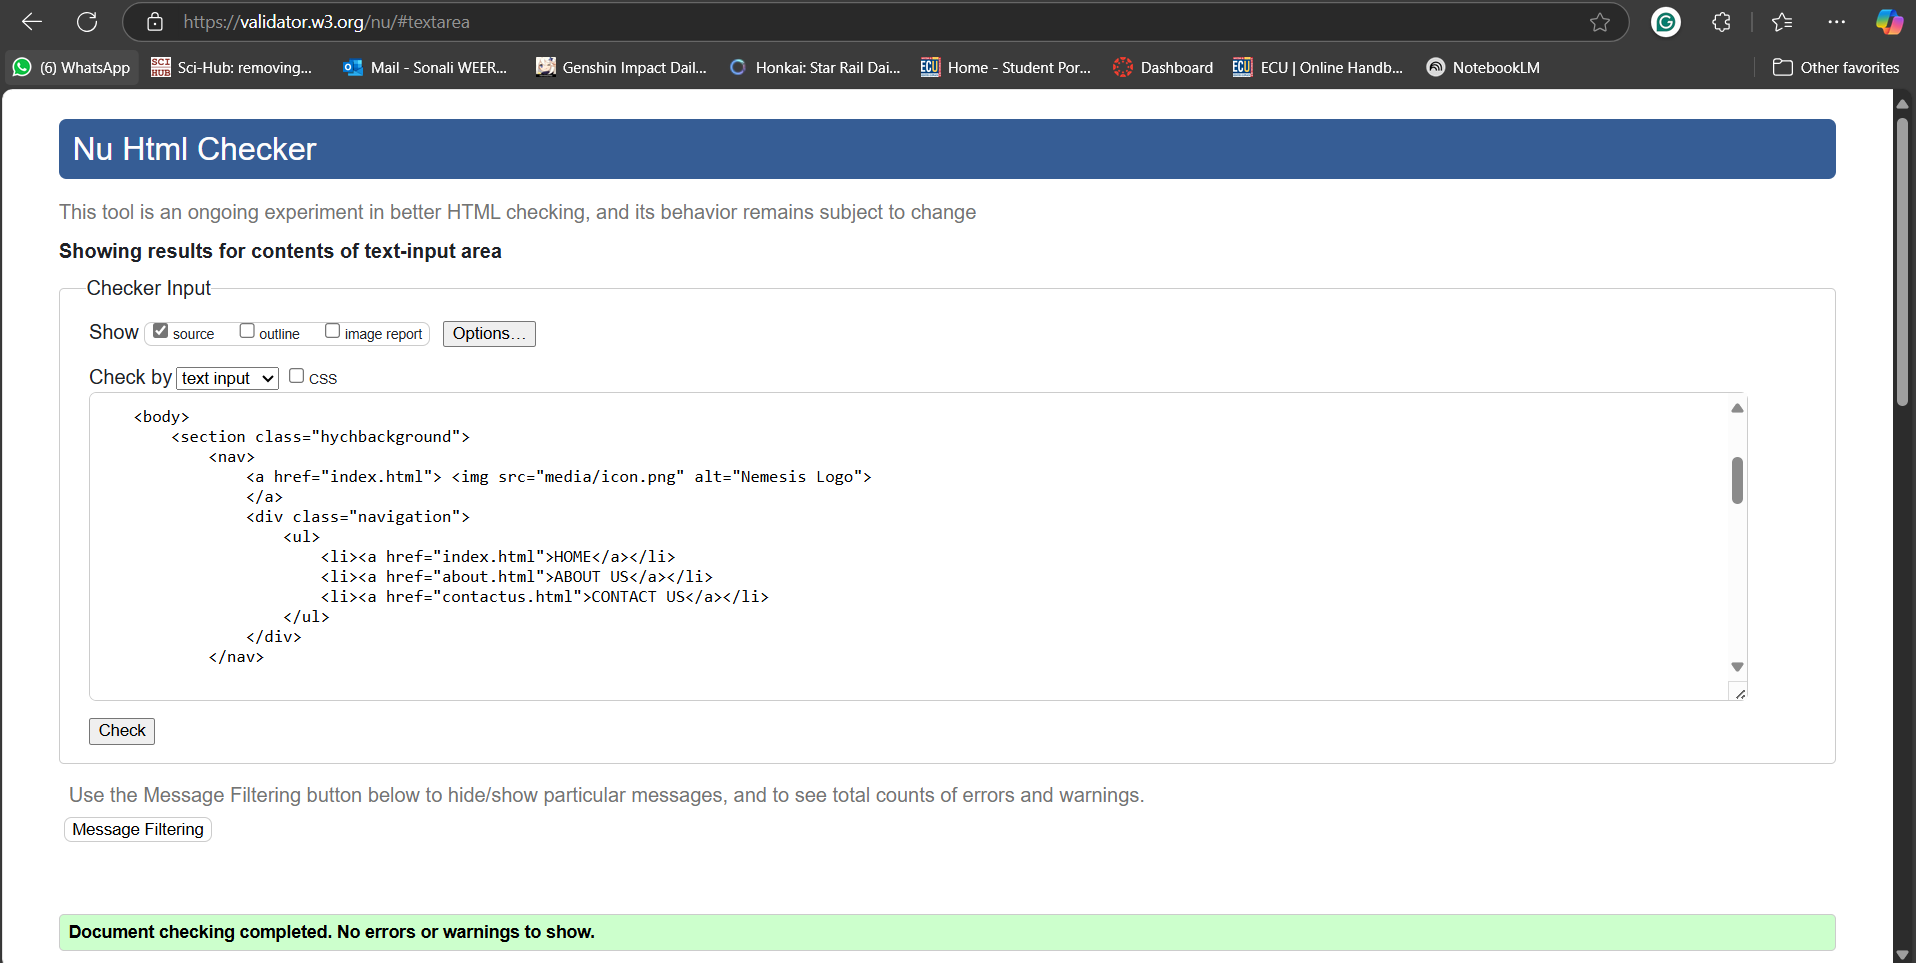 https://validator.w3.org/nu/#textarea
(6) WhatsApp
SCI HUB
Sci-Hub: removing...
Mail - Sonali WEER...
Genshin Impact Dail...
Honkai: Star Rail Dai...
ECU
Home - Student Por...
Dashboard
ECU
ECU | Online Handb...
NotebookLM
Other favorites
Nu Html Checker
This tool is an ongoing experiment in better HTML checking, and its behavior remains subject to change
Showing results for contents of text-input area
Checker Input
Show source outline image report Options...
Check by text input CSS
<body>
<section class="hychbackground">
<nav>
<a href="index.html"> <img src="media/icon.png" alt="Nemesis Logo">
</a>
<div class="navigation">
<ul>
<li><a href="index.html">HOME</a></li>
<li><a href="about.html">ABOUT US</a></li>
<li><a href="contactus.html">CONTACT US</a></li>
</ul>
</div>
</nav>
Check
Use the Message Filtering button below to hide/show particular messages, and to see total counts of errors and warnings.
Message Filtering
Document checking completed. No errors or warnings to show.